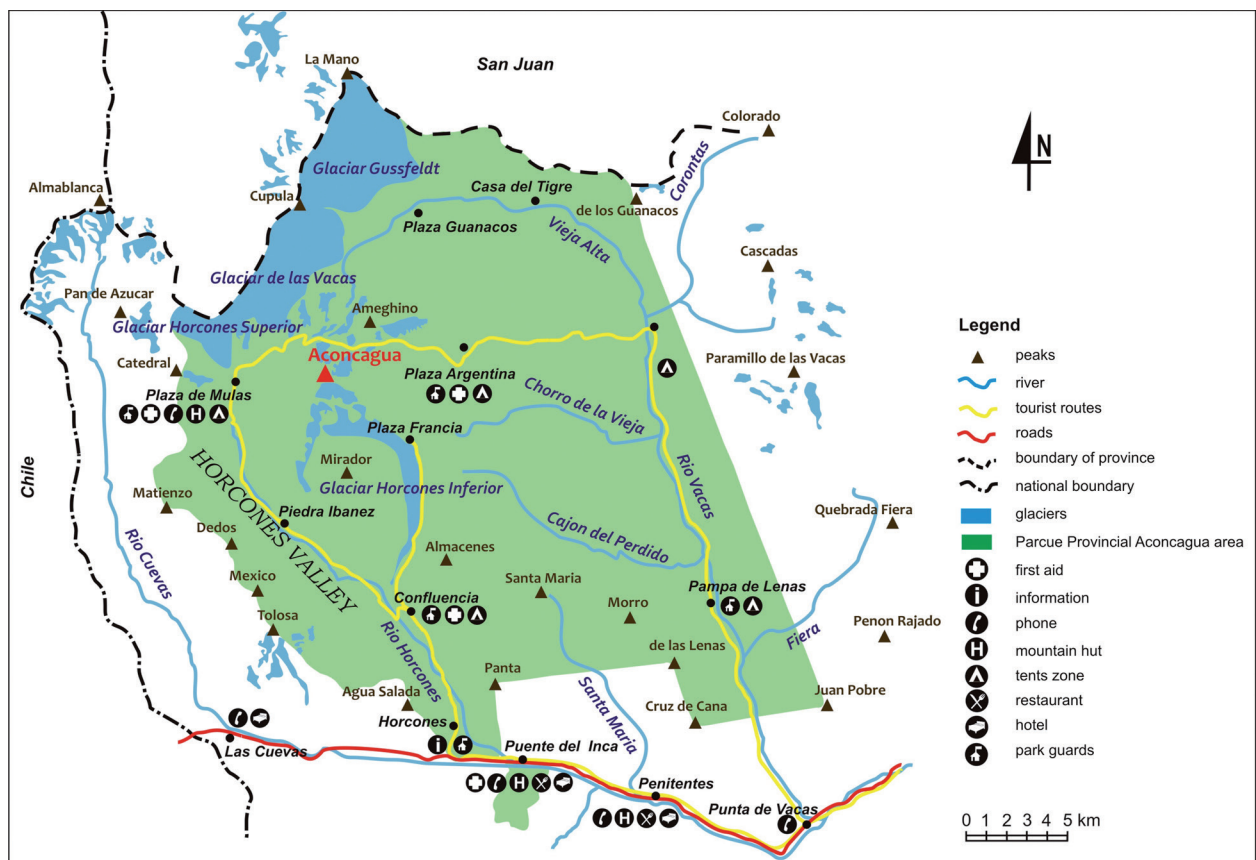 La Mano
San Juan
Colorado
N
Glaciar Gussfeldt
Corontas
Almablanca
Cupula
Casa del Tigre
de los Guanacos
Plaza Guanacos
Vieja Alta
Cascadas
Glaciar de las Vacas
Pan de Azucar
Ameghino
Glaciar Horcones Superior
Catedral
Aconcagua
Plaza Argentina
Paramillo de las Vacas
Plaza de Mulas
Chorro de la Vieja
Plaza Francia
Chile
HORCONES VALLEY
Mirador
Glaciar Horcones Inferior
Rio Vacas
Matienzo
Piedra Ibanez
Quebrada Fiera
Rio Cuevas
Dedos
Cajon del Perdido
Almacenes
Mexico
Santa Maria
Pampa de Lenas
Confluencia
Morro
Tolosa
Rio Horcones
de las Lenas
Fiera
Penon Rajado
Panta
Agua Salada
Santa Maria
Cruz de Cana
Juan Pobre
Horcones
Las Cuevas
Puente del Inca
Penitentes
Punta de Vacas
Legend
peaks
river
tourist routes
roads
boundary of province
national boundary
glaciers
Parcue Provincial Aconcagua area
first aid
information
phone
H mountain hut
tents zone
restaurant
hotel
park guards
0 1 2 3 4 5 km